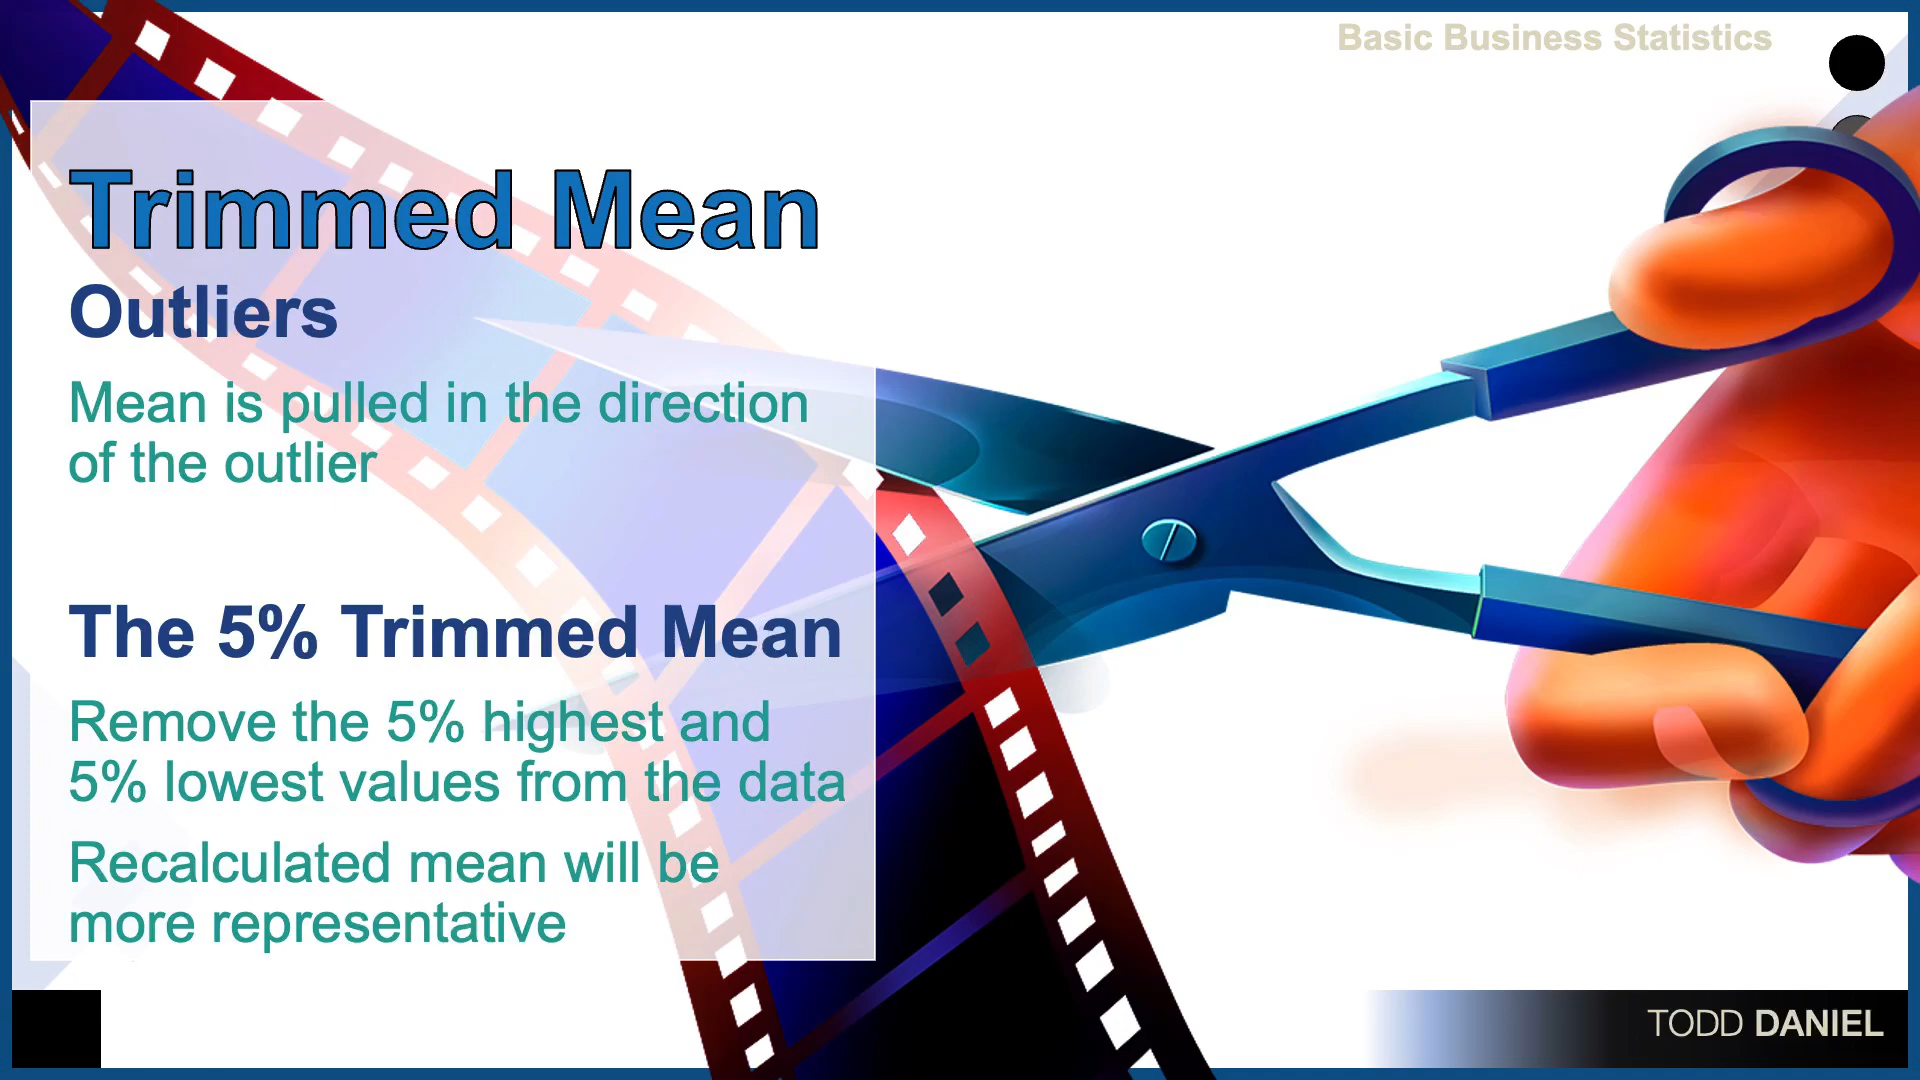 Basic Business Statistics
Trimmed Mean
Outliers
Mean is pulled in the direction
of the outlier
The 5% Trimmed Mean
Remove the 5% highest and
5% lowest values from the data
Recalculated mean will be
more representative
TODD DANIEL